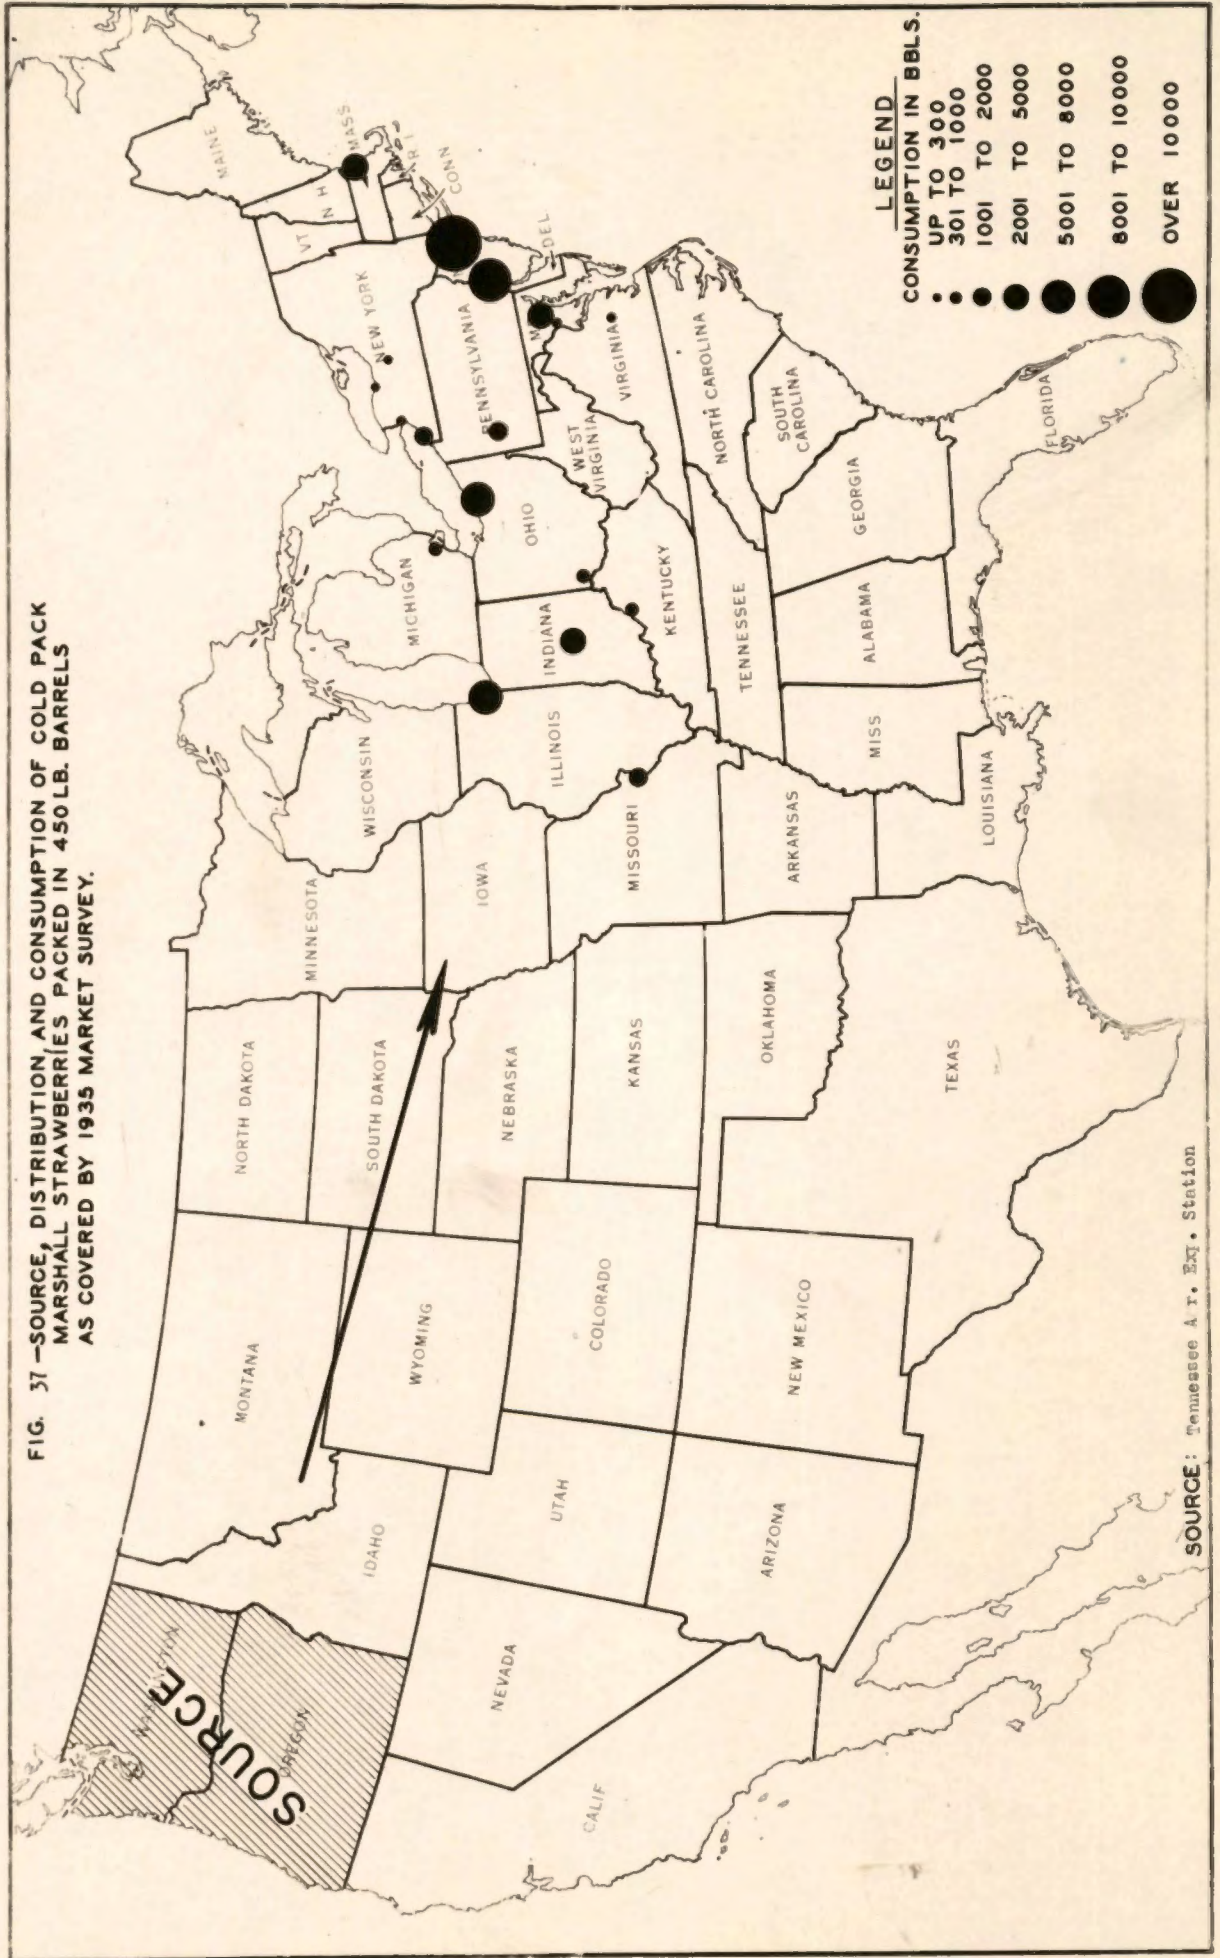 FIG. 37 —SOURCE, DISTRIBUTION, AND CONSUMPTION OF COLD PACK
MARSHALL STRAWBERRIES PACKED IN 450 LB. BARRELS
AS COVERED BY 1935 MARKET SURVEY.
SOURCE
WASHINGTON
OREGON
CALIF
NEVADA
IDAHO
MONTANA
WYOMING
UTAH
ARIZONA
COLORADO
NEW MEXICO
NORTH DAKOTA
SOUTH DAKOTA
NEBRASKA
KANSAS
OKLAHOMA
TEXAS
MINNESOTA
IOWA
MISSOURI
ARKANSAS
LOUISIANA
WISCONSIN
ILLINOIS
MICHIGAN
INDIANA
OHIO
KENTUCKY
TENNESSEE
MISS
ALABAMA
GEORGIA
FLORIDA
SOUTH
CAROLINA
NORTH CAROLINA
VIRGINIA
WEST
VIRGINIA
PENNSYLVANIA
NEW YORK
VT
N H
MAINE
MASS
R I
CONN
DEL
M
LEGEND
CONSUMPTION IN BBLS.
UP TO 300
301 TO 1000
1001 TO 2000
2001 TO 5000
5001 TO 8000
8001 TO 10000
OVER 10000
SOURCE: Tennessee A r. Exp. Station